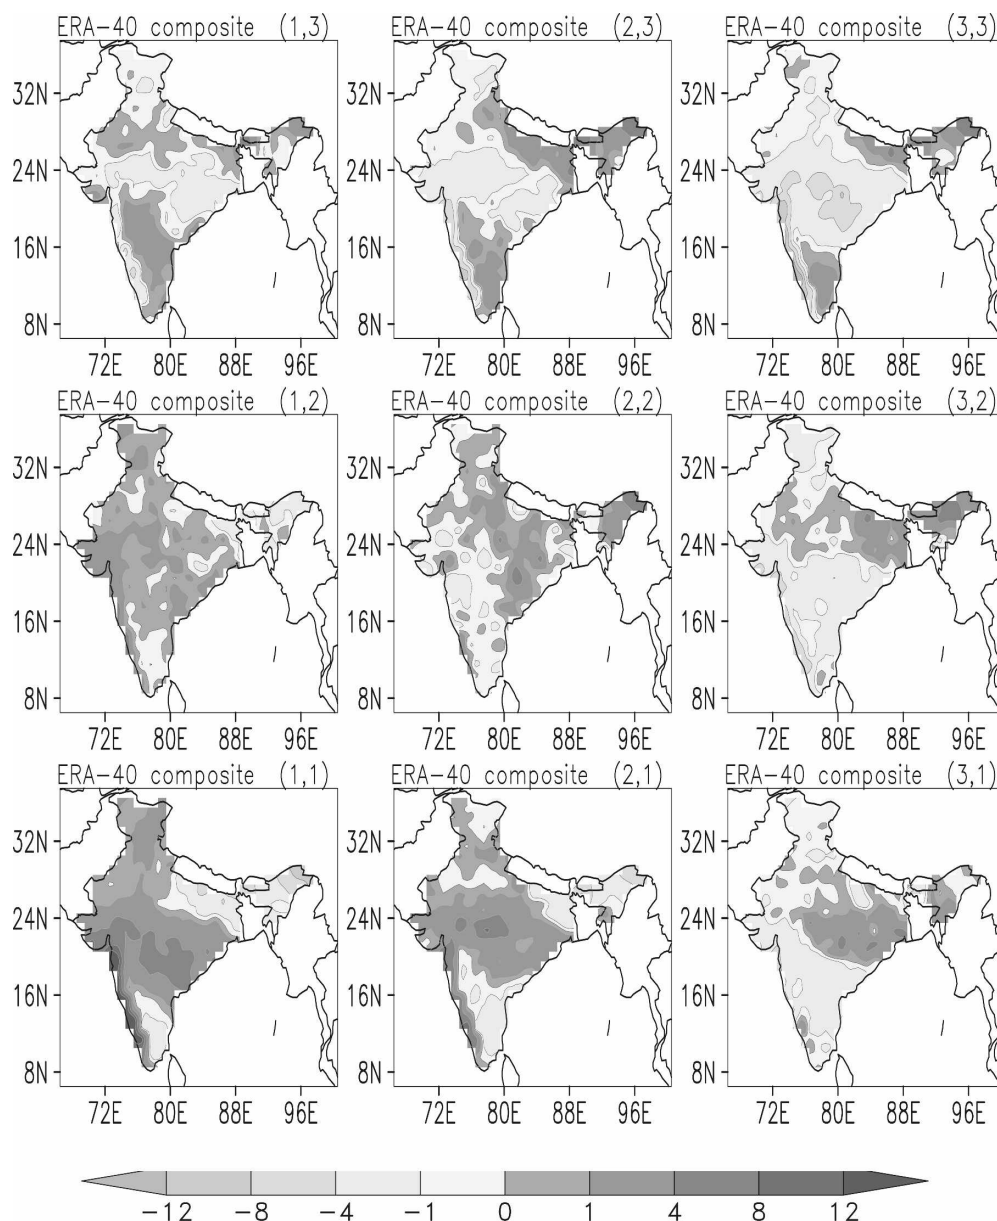 ERA-40 composite (1,3) ERA-40 composite (2,3) ERA-40 composite (3,3)
32N 32N 32N
24N 24N 24N
16N 16N 16N
8N 8N 8N
72E 80E 88E 96E 72E 80E 88E 96E 72E 80E 88E 96E
ERA-40 composite (1,2) ERA-40 composite (2,2) ERA-40 composite (3,2)
32N 32N 32N
24N 24N 24N
16N 16N 16N
8N 8N 8N
72E 80E 88E 96E 72E 80E 88E 96E 72E 80E 88E 96E
ERA-40 composite (1,1) ERA-40 composite (2,1) ERA-40 composite (3,1)
32N 32N 32N
24N 24N 24N
16N 16N 16N
8N 8N 8N
72E 80E 88E 96E 72E 80E 88E 96E 72E 80E 88E 96E
-12 -8 -4 -1 0 1 4 8 12